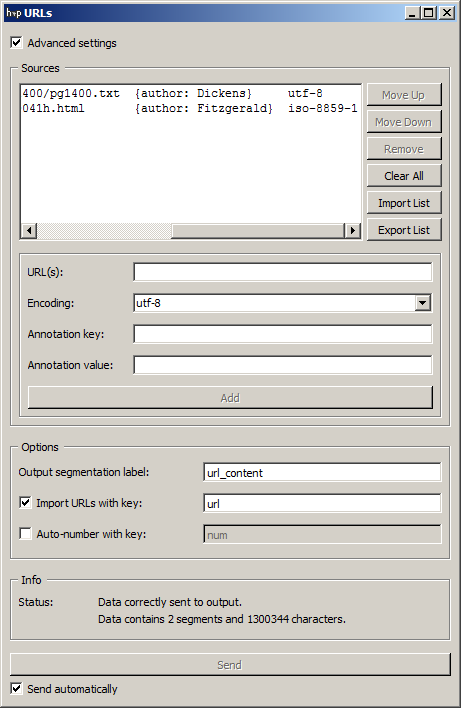 h⚬p URLs
Advanced settings
Sources
400/pg1400.txt {author: Dickens} utf-8
041h.html {author: Fitzgerald} iso-8859-1
Move Up
Move Down
Remove
Clear All
Import List
Export List
URL(s):
Encoding: utf-8
Annotation key:
Annotation value:
Add
Options
Output segmentation label: url_content
Import URLs with key: url
Auto-number with key: num
Info
Status: Data correctly sent to output.
Data contains 2 segments and 1300344 characters.
Send
Send automatically